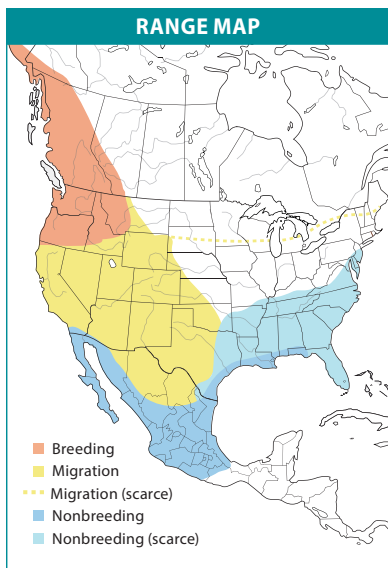 RANGE MAP
Breeding
Migration
Migration (scarce)
Nonbreeding
Nonbreeding (scarce)